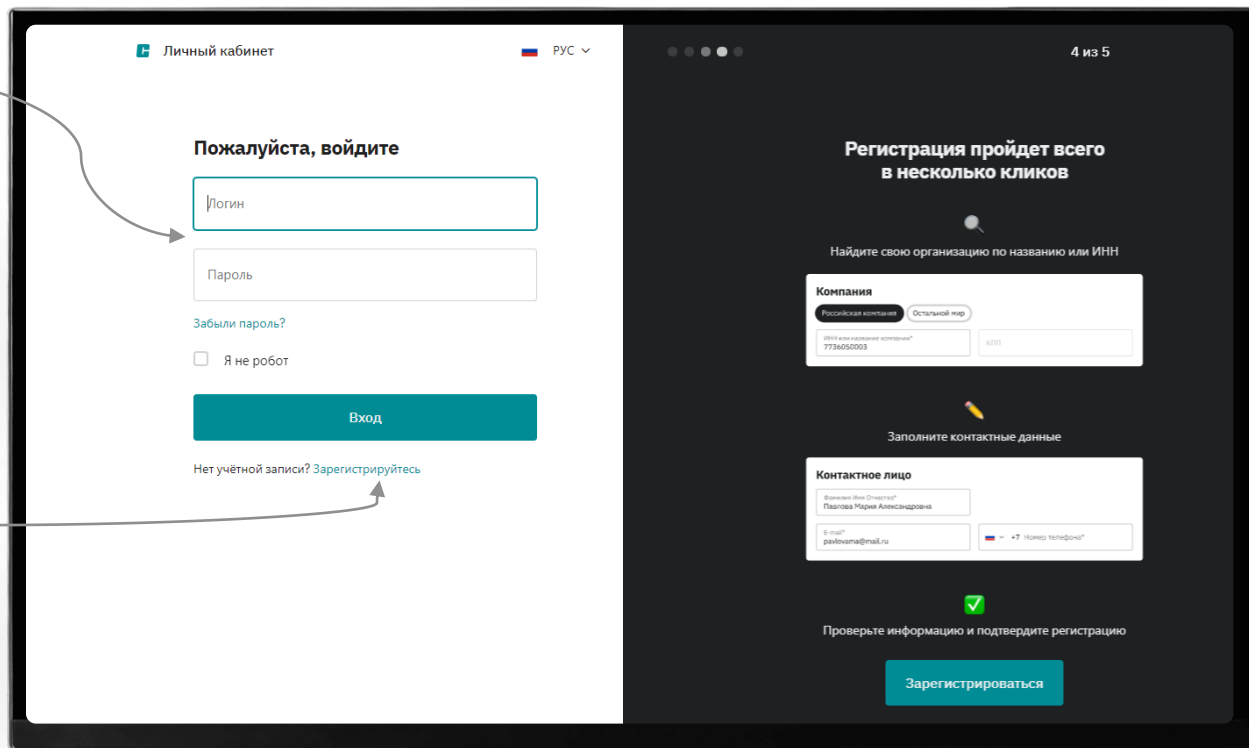 Личный кабинет
РУС
Пожалуйста, войдите
Логин
Пароль
Забыли пароль?
Я не робот
Вход
Нет учётной записи? Зарегистрируйтесь
4 из 5
Регистрация пройдет всего
в несколько кликов
Найдите свою организацию по названию или ИНН
Компания
Российская компания Остальной мир
ИНН или название компании*
7736050003
КПП
Заполните контактные данные
Контактное лицо
Фамилия Имя Отчество*
Павлова Мария Александровна
E-mail*
pavlovama@mail.ru
+7 Номер телефона*
Проверьте информацию и подтвердите регистрацию
Зарегистрироваться